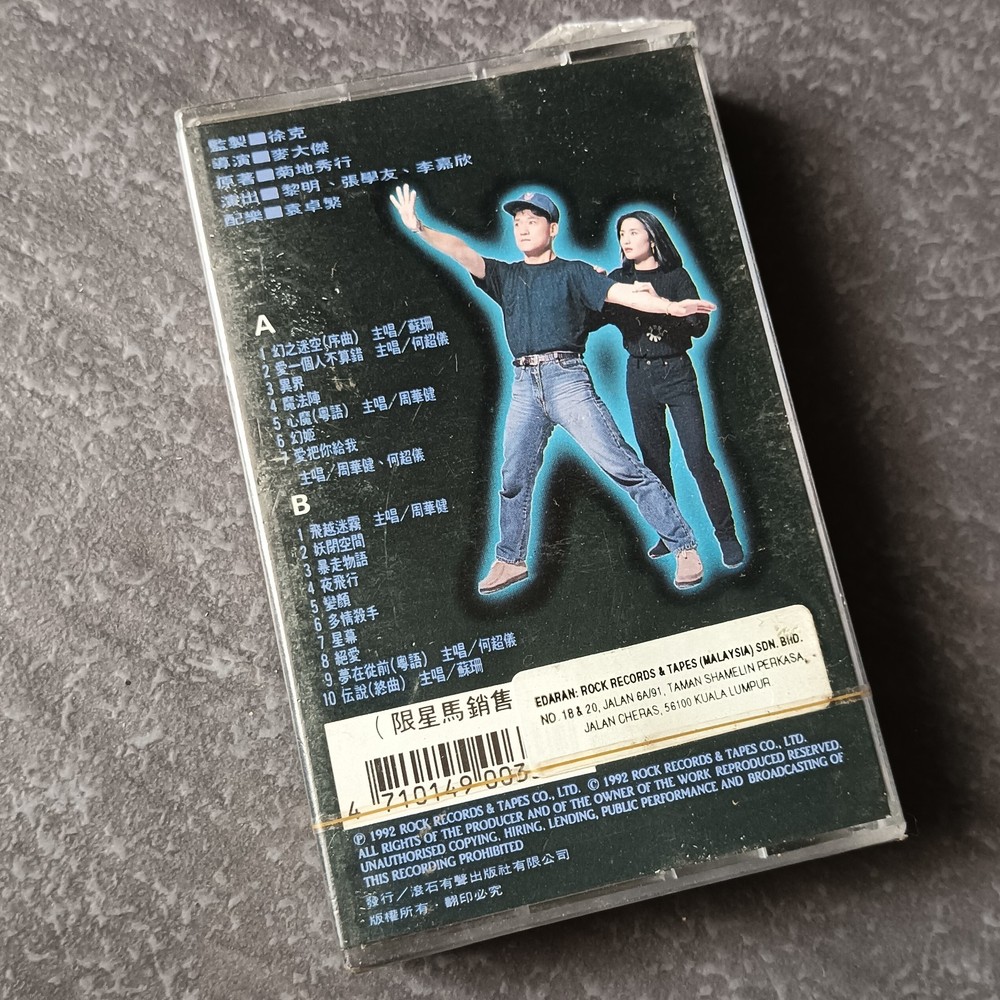 監製■徐克
導演■麥大傑
原著■菊地秀行
演出■黎明、張學友、李嘉欣
配樂■袁卓繁
A
1 幻之迷空(序曲) 主唱/蘇珊
2 愛一個人不算錯 主唱/何超儀
3 異界
4 魔法陣
5 心魔(粵語) 主唱/周華健
6 幻姬
7 愛把你給我
主唱/周華健、何超儀
B
1 飛越迷霧 主唱/周華健
2 妖閉空間
3 暴走物語
4 夜飛行
5 變顏
6 多情殺手
7 星幕
8 絕愛
9 夢在從前(粵語) 主唱/何超儀
10 伝說(終曲) 主唱/蘇珊
(限星馬銷售
EDARAN: ROCK RECORDS & TAPES (MALAYSIA) SDN. BHD.
NO. 18 & 20, JALAN 6A/91, TAMAN SHAMELIN PERKASA,
JALAN CHERAS, 56100 KUALA LUMPUR
4 710149 003
Ⓟ 1992 ROCK RECORDS & TAPES CO., LTD. © 1992 ROCK RECORDS & TAPES CO., LTD.
ALL RIGHTS OF THE PRODUCER AND OF THE OWNER OF THE WORK REPRODUCED RESERVED.
UNAUTHORISED COPYING, HIRING, LENDING, PUBLIC PERFORMANCE AND BROADCASTING OF
THIS RECORDING PROHIBITED
發行/滾石有聲出版社有限公司
版權所有·翻印必究